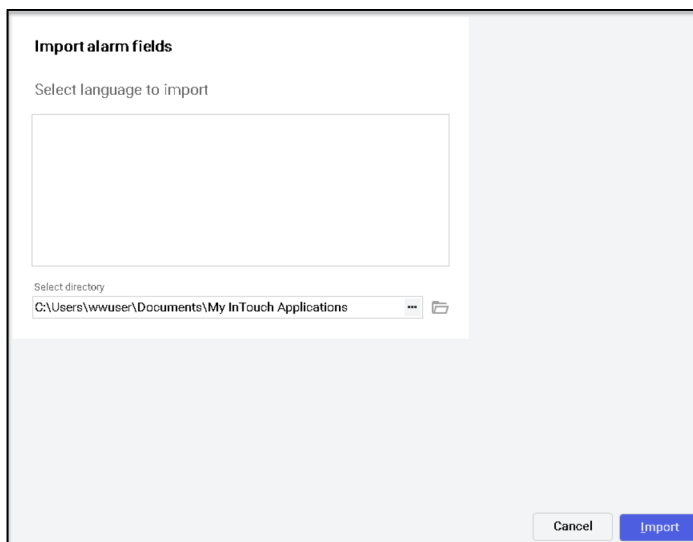 Import alarm fields
Select language to import
Select directory
C:\Users\wwuser\Documents\My InTouch Applications ...
Cancel Import